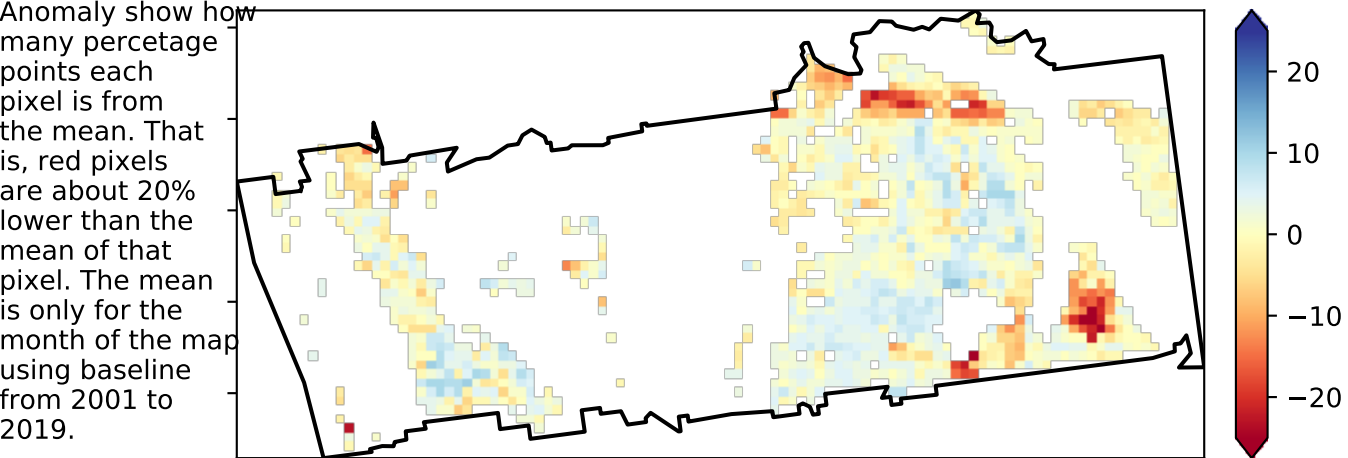 Anomaly show how
many percetage
points each
pixel is from
the mean. That
is, red pixels
are about 20%
lower than the
mean of that
pixel. The mean
is only for the
month of the map
using baseline
from 2001 to
2019.
20
10
0
−10
−20